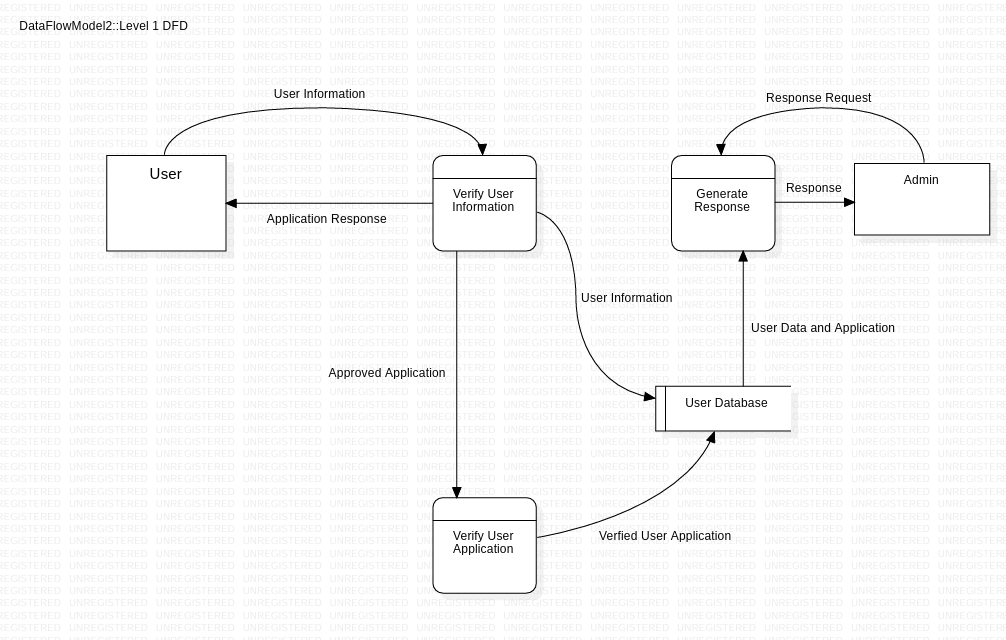 DataFlowModel2::Level 1 DFD
User Information
Response Request
User
Verify User
Information
Generate
Response
Response
Admin
Application Response
User Information
User Data and Application
Approved Application
User Database
Verify User
Application
Verfied User Application
UNREGISTERED